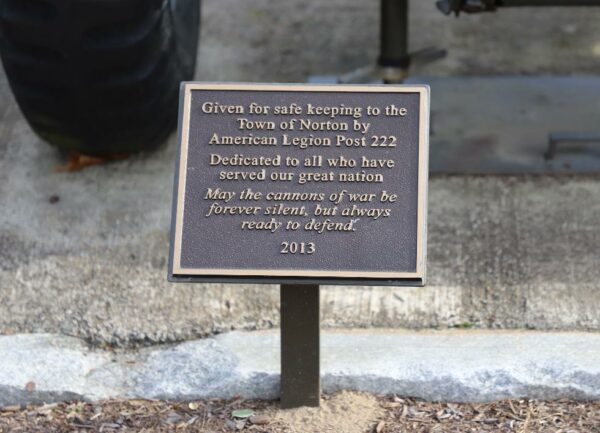 Given for safe keeping to the
Town of Norton by
American Legion Post 222
Dedicated to all who have
served our great nation
May the cannons of war be
forever silent, but always
ready to defend.
2013